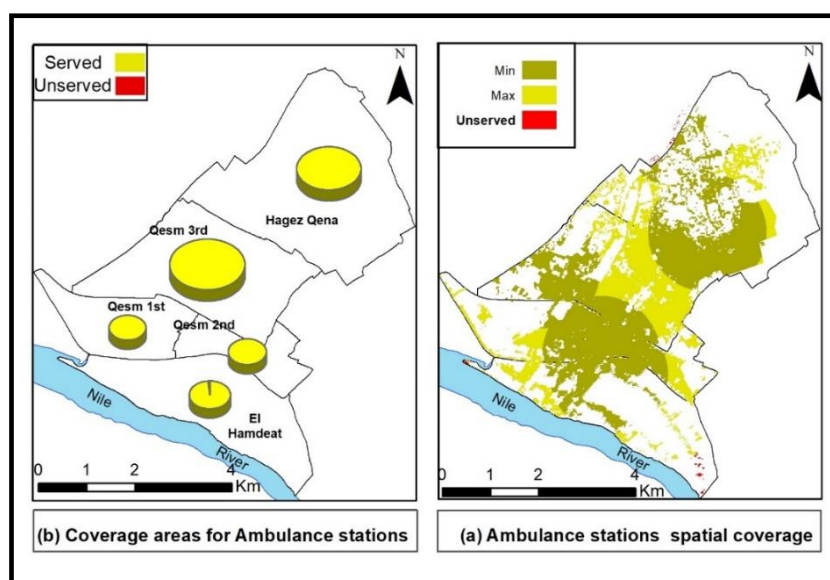 Served
Unserved
N
Hagez Qena
Qesm 3rd
Qesm 1st
Qesm 2nd
El
Hamdeat
Nile
River
0 1 2 4
Km
(b) Coverage areas for Ambulance stations
Min
Max
Unserved
N
Nile
River
0 1 2 4
Km
(a) Ambulance stations spatial coverage